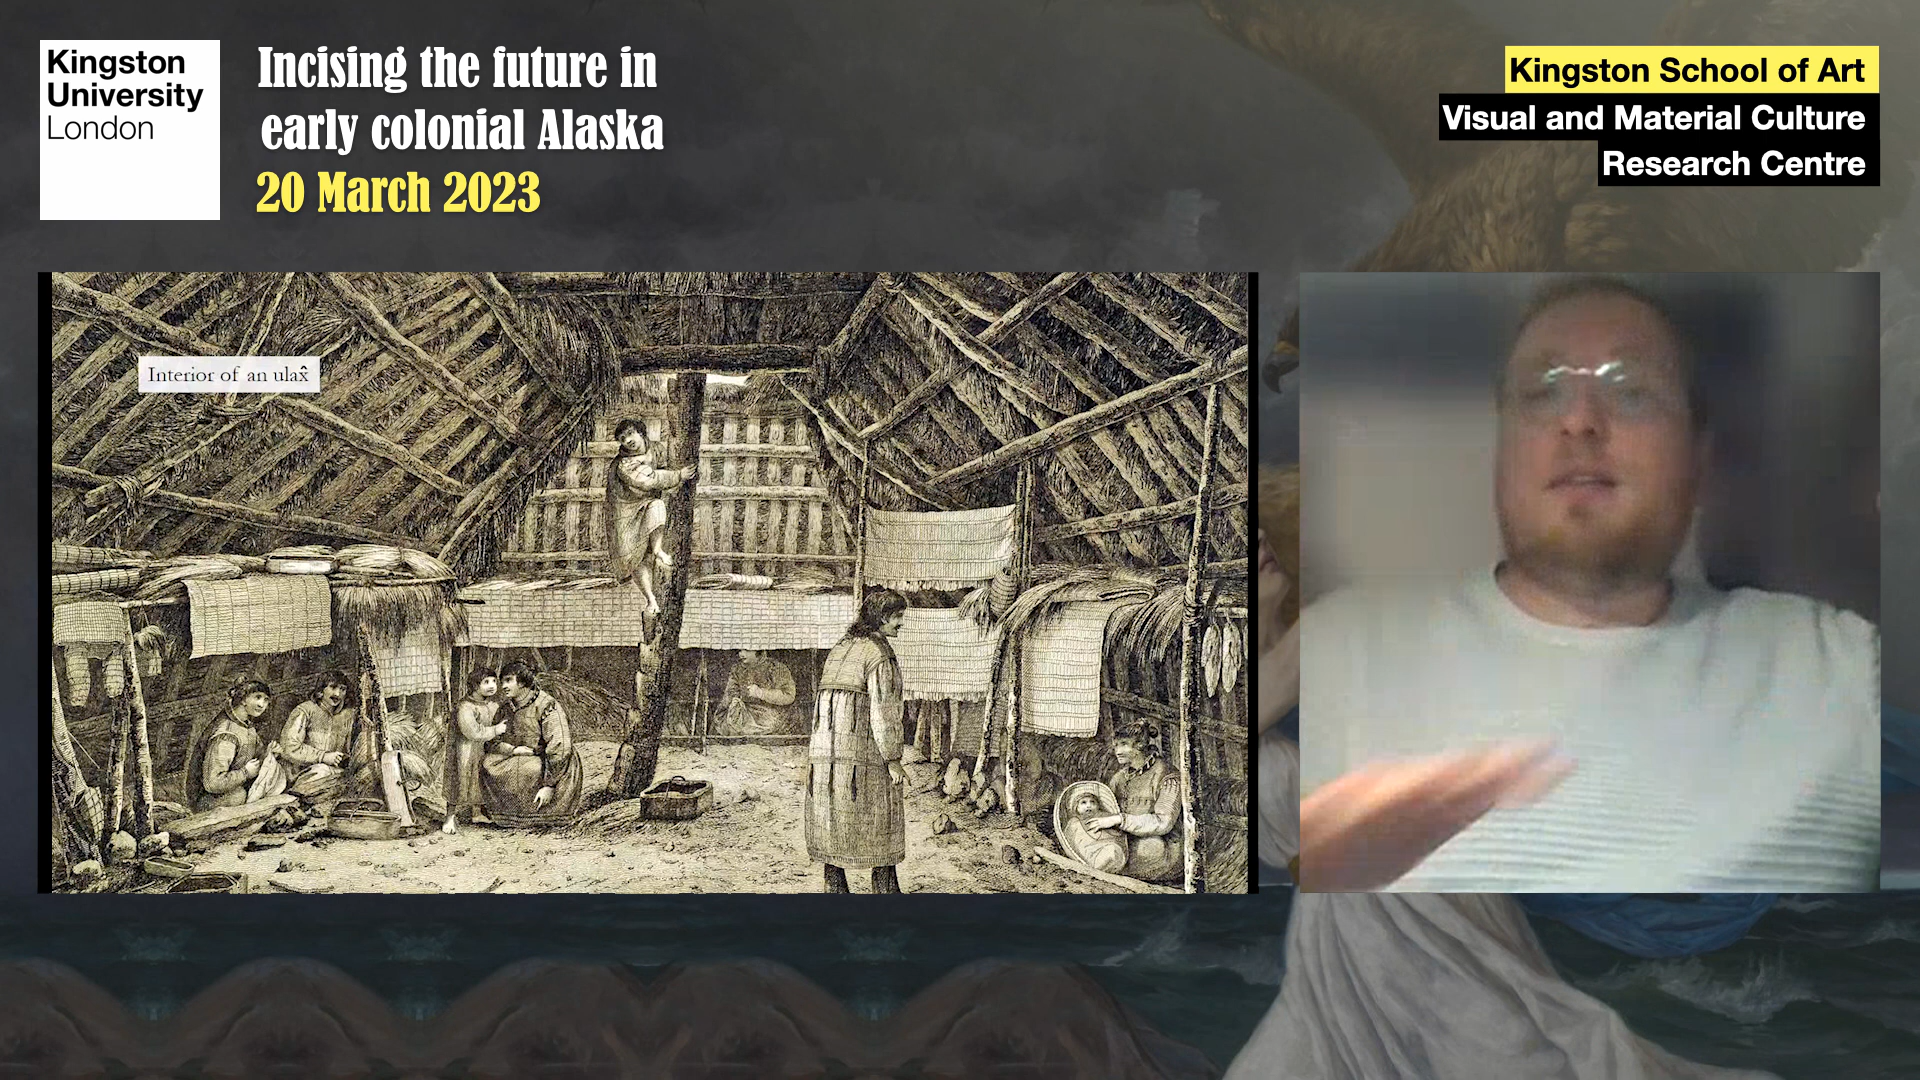 Kingston
University
London
Incising the future in
early colonial Alaska
20 March 2023
Kingston School of Art
Visual and Material Culture
Research Centre
Interior of an ulax̂